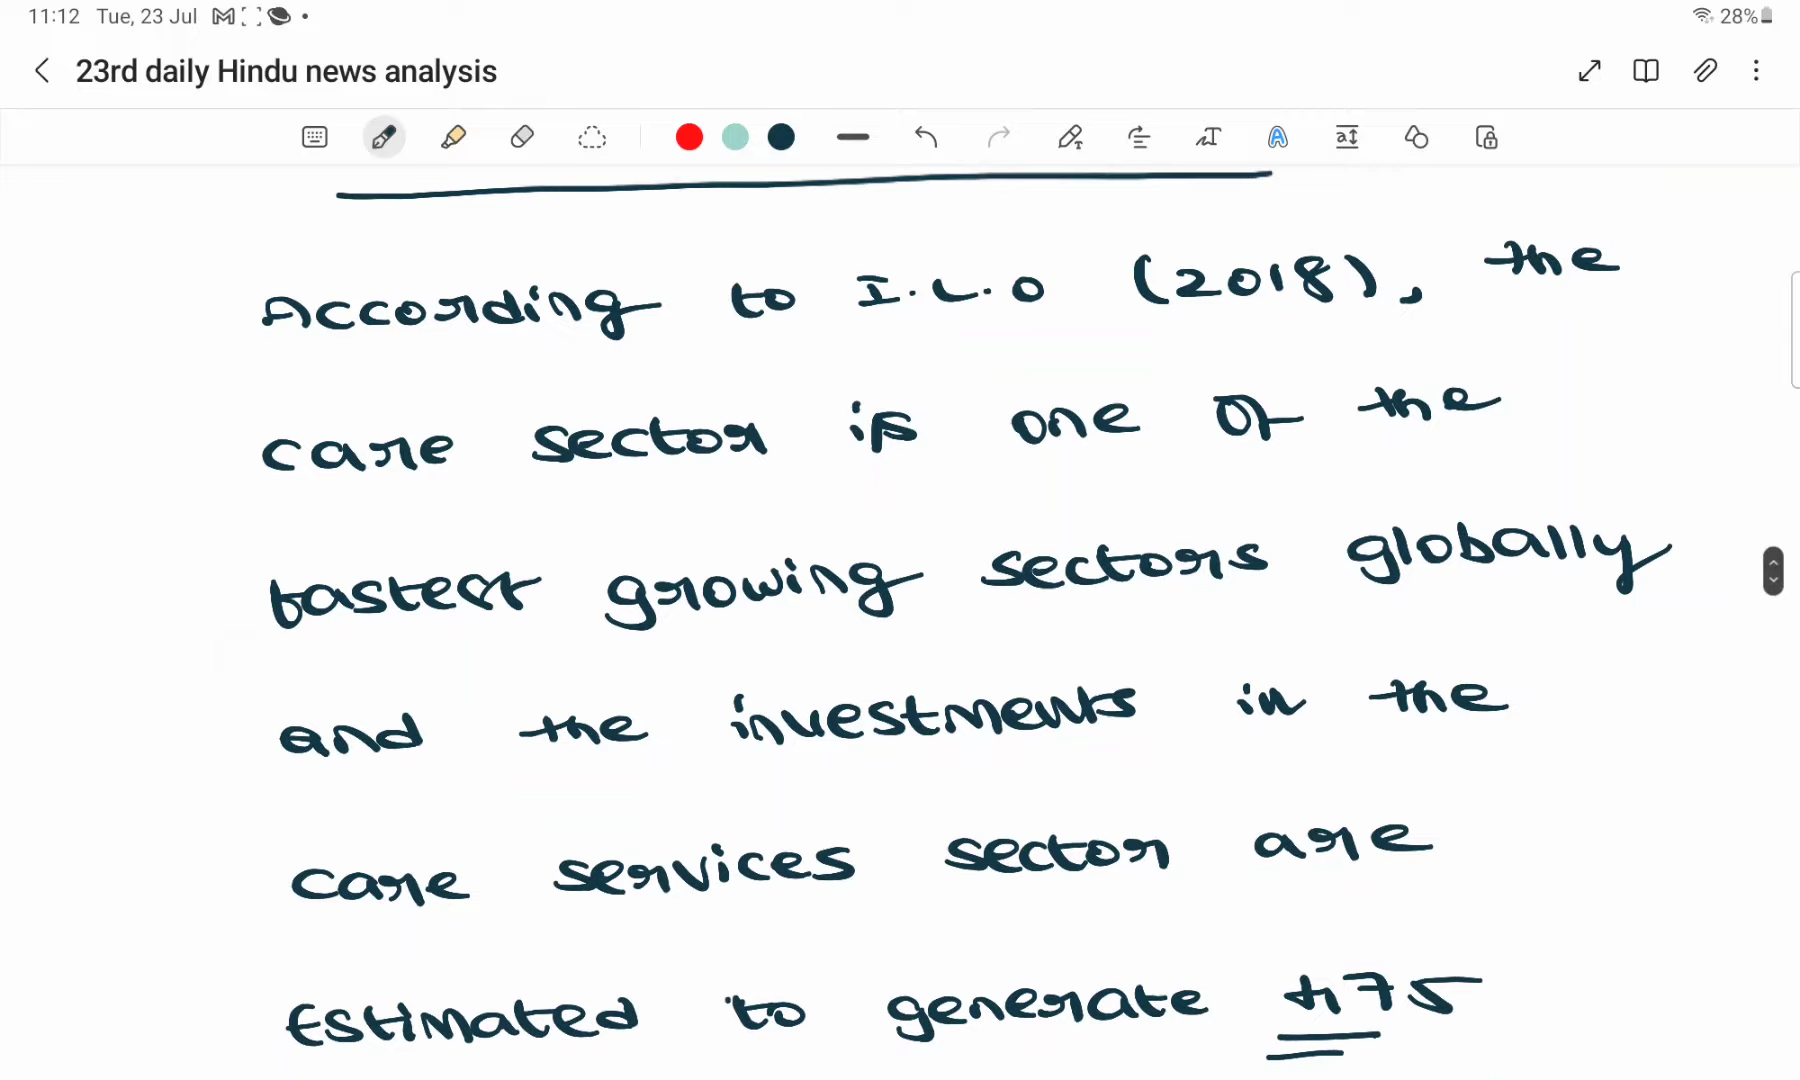 11:12 Tue, 23 Jul 28%
23rd daily Hindu news analysis
According to I.L.O (2018), the
care sector is one of the
fastest growing sectors globally
and the investments in the
care services sector are
Estimated to generate 475